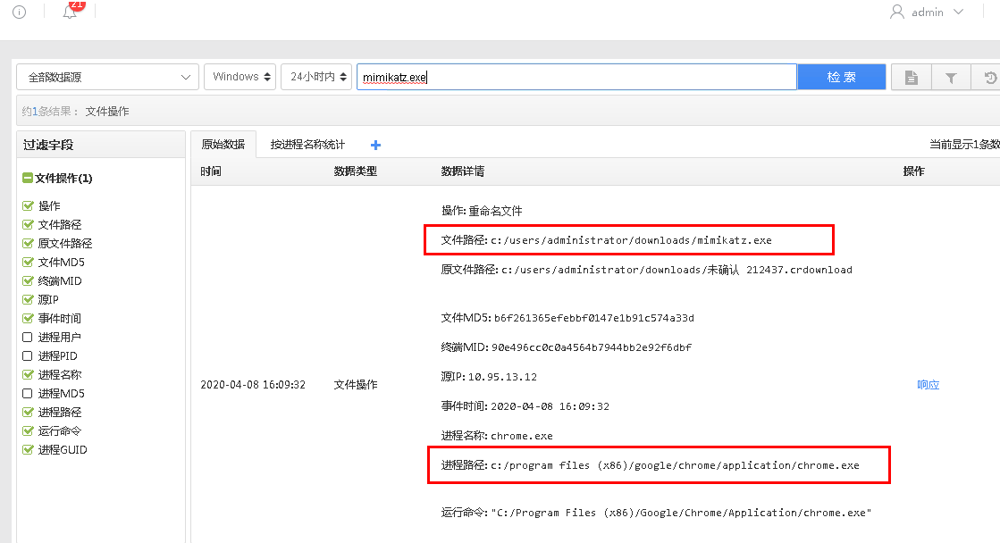 21
admin
全部数据源 Windows 24小时内 mimikatz.exe 检 索
约1条结果： 文件操作
过滤字段
原始数据 按进程名称统计 当前显示1条数
时间 数据类型 数据详情 操作
文件操作(1)
操作
文件路径
原文件路径
文件MD5
终端MID
源IP
事件时间
进程用户
进程PID
进程名称
进程MD5
进程路径
运行命令
进程GUID
2020-04-08 16:09:32 文件操作
操作: 重命名文件
文件路径: c:/users/administrator/downloads/mimikatz.exe
原文件路径: c:/users/administrator/downloads/未确认 212437.crdownload
文件MD5: b6f261365efebbf0147e1b91c574a33d
终端MID: 90e496cc0c0a4564b7944bb2e92f6dbf
源IP: 10.95.13.12
事件时间: 2020-04-08 16:09:32
进程名称: chrome.exe
进程路径: c:/program files (x86)/google/chrome/application/chrome.exe
运行命令: "C:/Program Files (x86)/Google/Chrome/Application/chrome.exe"
响应